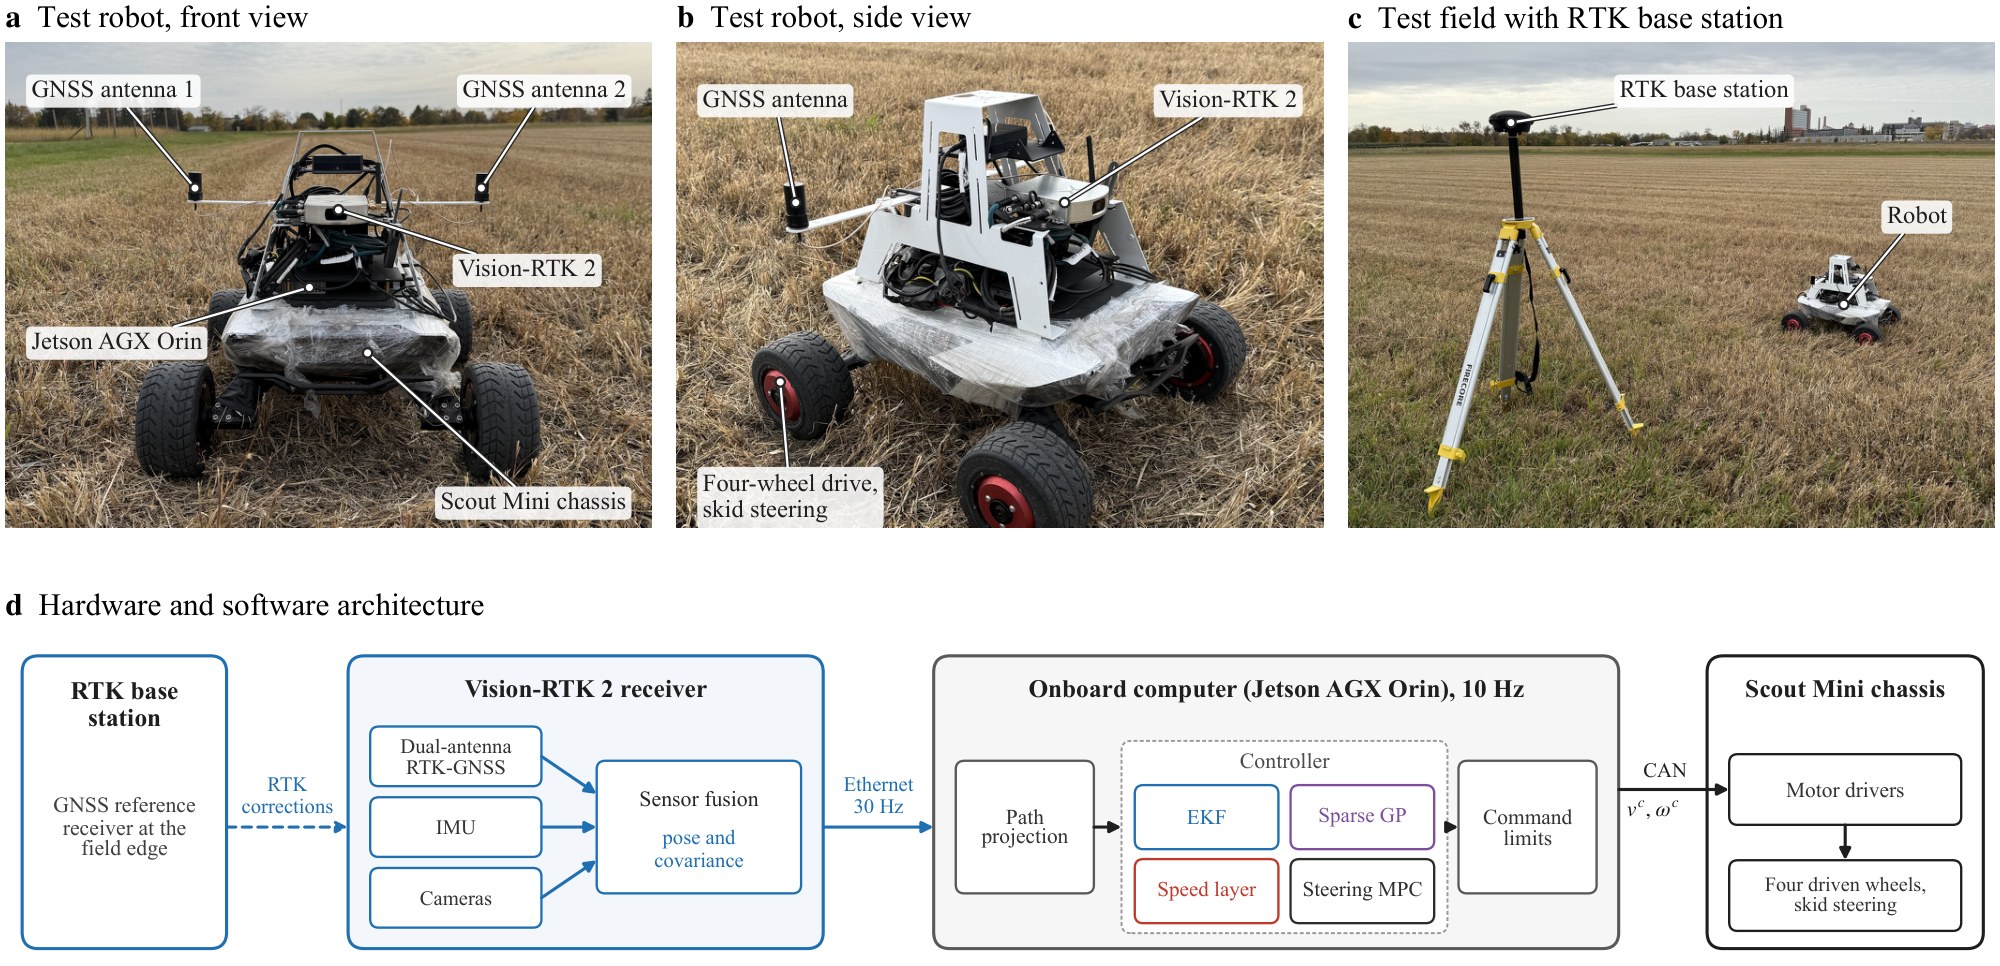 a Test robot, front view
GNSS antenna 1
GNSS antenna 2
Vision-RTK 2
Jetson AGX Orin
Scout Mini chassis
b Test robot, side view
GNSS antenna
Vision-RTK 2
Four-wheel drive,
skid steering
c Test field with RTK base station
RTK base station
Robot
FIRECORE
d Hardware and software architecture
RTK base
station
GNSS reference
receiver at the
field edge
RTK
corrections
Vision-RTK 2 receiver
Dual-antenna
RTK-GNSS
IMU
Cameras
Sensor fusion
pose and
covariance
Ethernet
30 Hz
Onboard computer (Jetson AGX Orin), 10 Hz
Path
projection
Controller
EKF
Sparse GP
Speed layer
Steering MPC
Command
limits
CAN
v^c, ω^c
Scout Mini chassis
Motor drivers
Four driven wheels,
skid steering